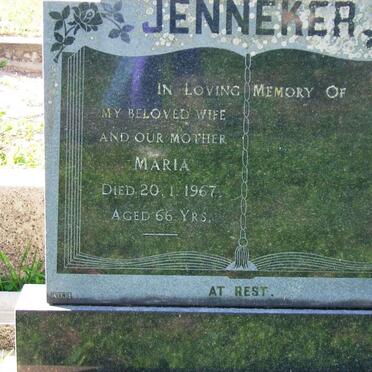 JENNEKER
IN LOVING MEMORY OF
MY BELOVED WIFE
AND OUR MOTHER
MARIA
DIED 20.1.1967.
AGED 66 YRS.
AT REST.